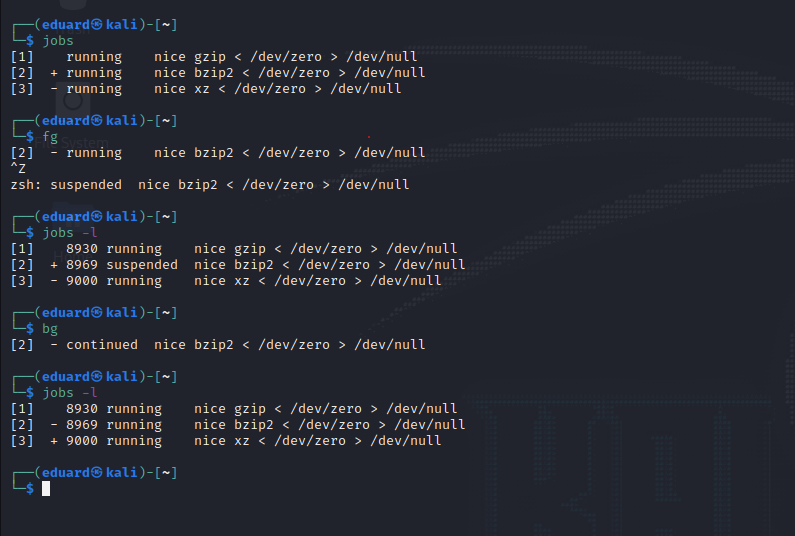 ┌──(eduard㉿kali)-[~]
└─$ jobs
[1]    running    nice gzip < /dev/zero > /dev/null
[2]  + running    nice bzip2 < /dev/zero > /dev/null
[3]  - running    nice xz < /dev/zero > /dev/null
┌──(eduard㉿kali)-[~]
└─$ fg
[2]  - running    nice bzip2 < /dev/zero > /dev/null
^Z
zsh: suspended  nice bzip2 < /dev/zero > /dev/null
┌──(eduard㉿kali)-[~]
└─$ jobs -l
[1]    8930 running    nice gzip < /dev/zero > /dev/null
[2]  + 8969 suspended  nice bzip2 < /dev/zero > /dev/null
[3]  - 9000 running    nice xz < /dev/zero > /dev/null
┌──(eduard㉿kali)-[~]
└─$ bg
[2]  - continued  nice bzip2 < /dev/zero > /dev/null
┌──(eduard㉿kali)-[~]
└─$ jobs -l
[1]    8930 running    nice gzip < /dev/zero > /dev/null
[2]  - 8969 running    nice bzip2 < /dev/zero > /dev/null
[3]  + 9000 running    nice xz < /dev/zero > /dev/null
┌──(eduard㉿kali)-[~]
└─$